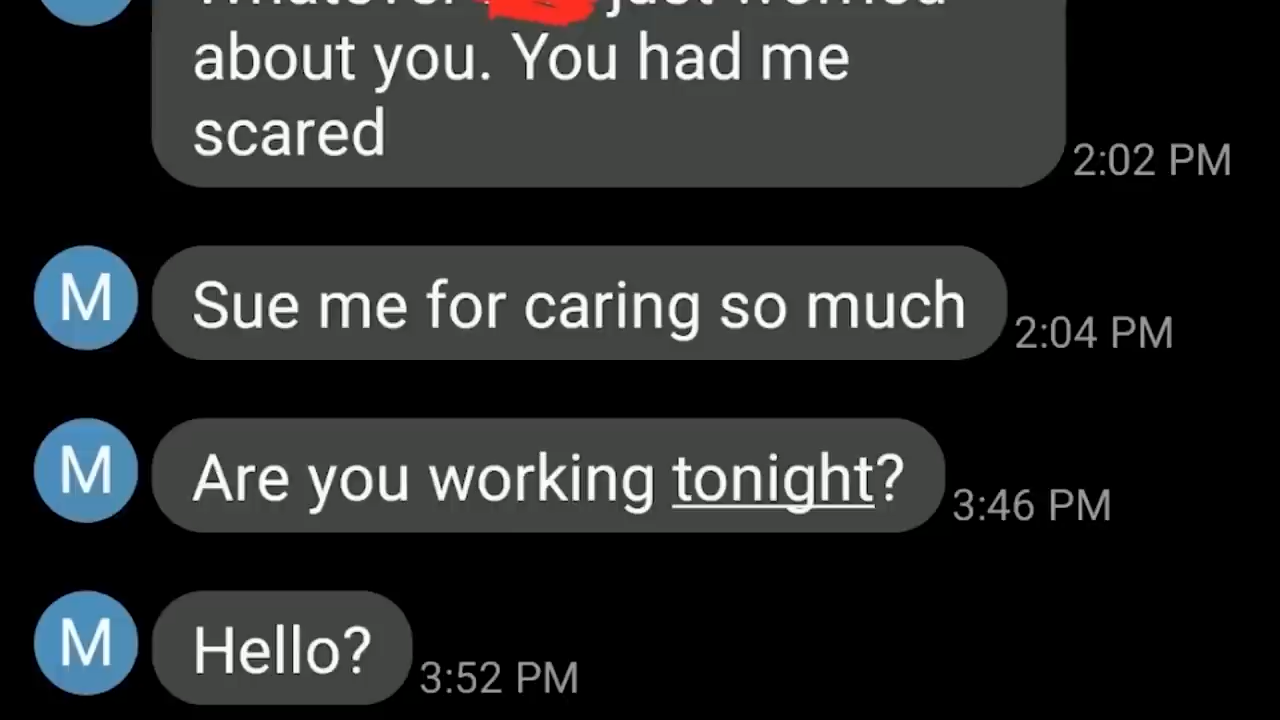 about you. You had me
scared
2:02 PM
M
Sue me for caring so much
2:04 PM
M
Are you working tonight?
3:46 PM
M
Hello?
3:52 PM